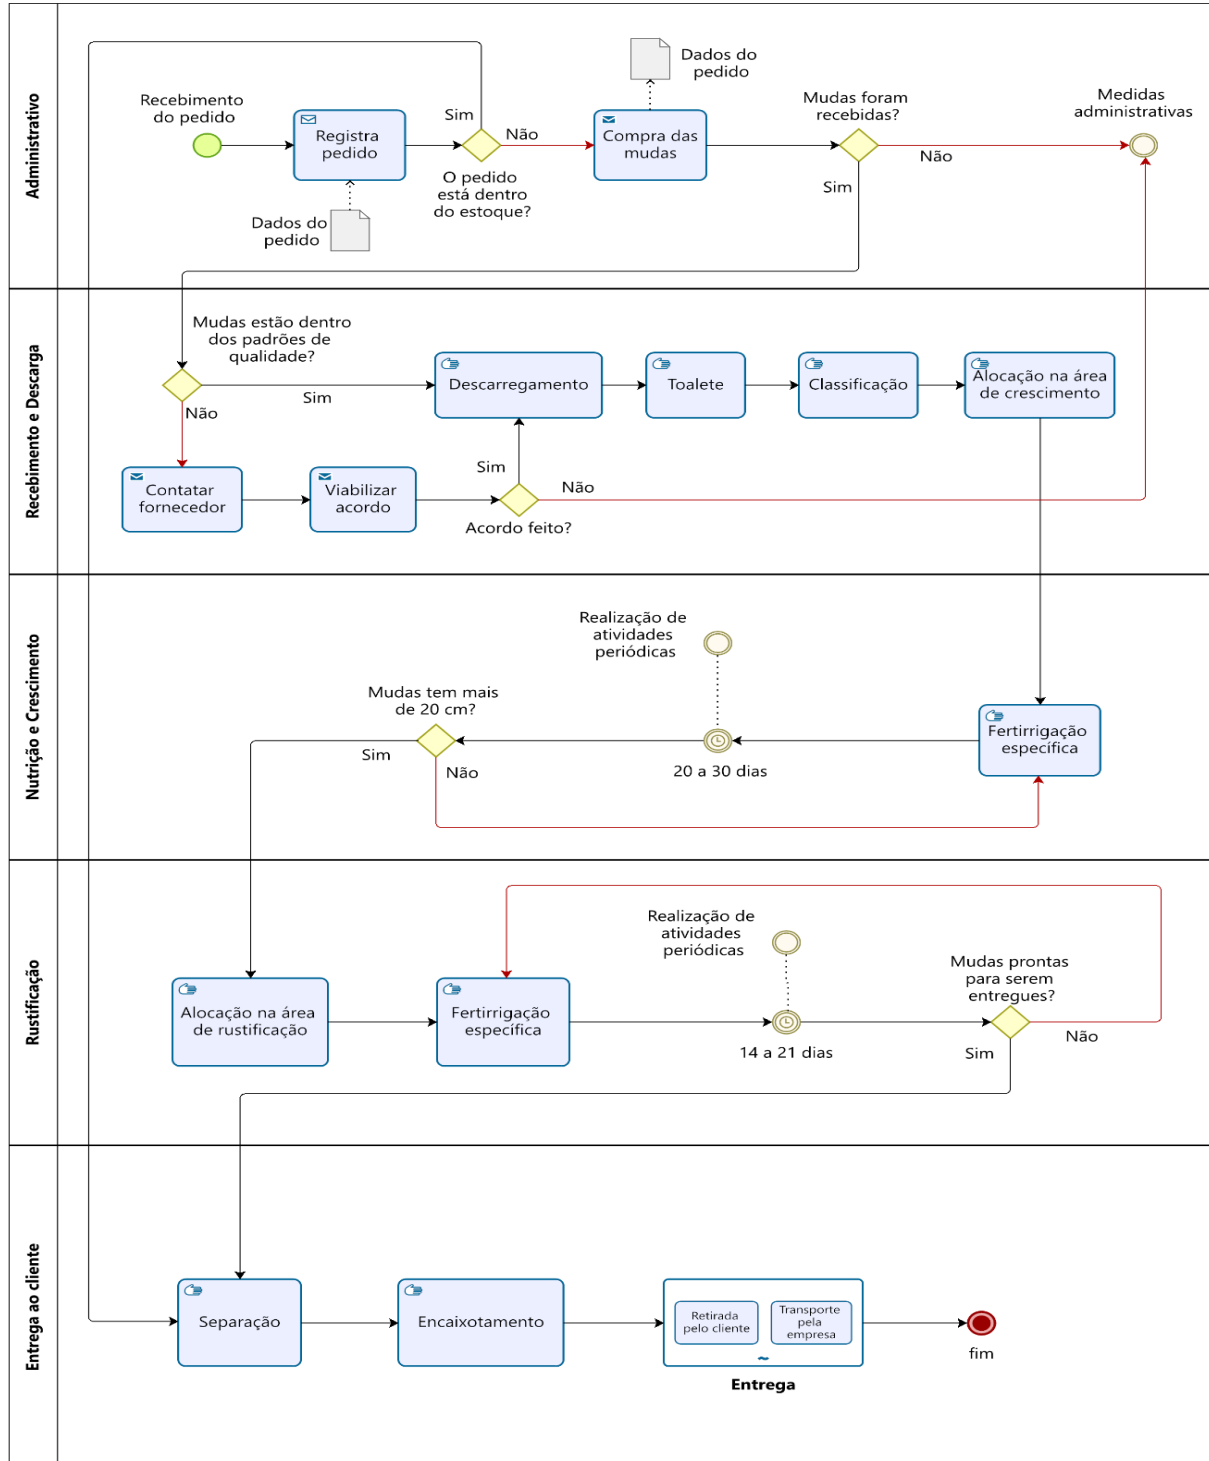 Administrativo
Recebimento
do pedido
Registra
pedido
Dados do
pedido
Sim
Não
O pedido
está dentro
do estoque?
Dados do
pedido
Compra das
mudas
Mudas foram
recebidas?
Não
Sim
Medidas
administrativas
Recebimento e Descarga
Mudas estão dentro
dos padrões de
qualidade?
Sim
Não
Descarregamento
Toalete
Classificação
Alocação na área
de crescimento
Contatar
fornecedor
Viabilizar
acordo
Sim
Não
Acordo feito?
Nutrição e Crescimento
Realização de
atividades
periódicas
Mudas tem mais
de 20 cm?
Sim
Não
20 a 30 dias
Fertirrigação
específica
Rustificação
Realização de
atividades
periódicas
Mudas prontas
para serem
entregues?
Alocação na área
de rustificação
Fertirrigação
específica
14 a 21 dias
Sim
Não
Entrega ao cliente
Separação
Encaixotamento
Retirada
pelo cliente
Transporte
pela
empresa
Entrega
fim